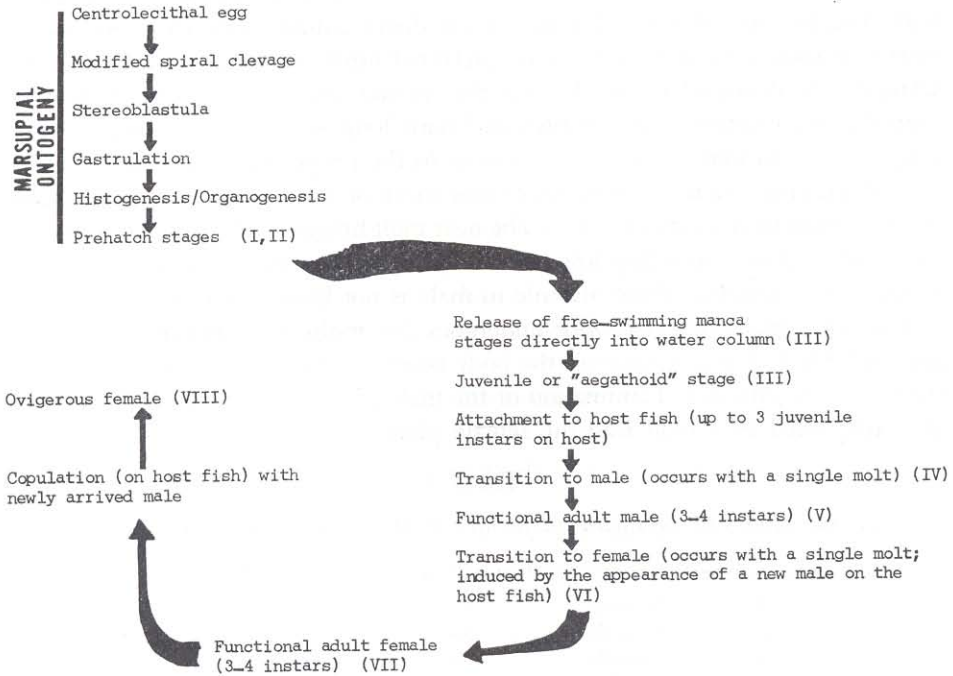 MARSUPIAL
ONTOGENY
Centrolecithal egg
Modified spiral clevage
Stereoblastula
Gastrulation
Histogenesis/Organogenesis
Prehatch stages (I,II)
Release of free-swimming manca
stages directly into water column (III)
Juvenile or "aegathoid" stage (III)
Attachment to host fish (up to 3 juvenile
instars on host)
Transition to male (occurs with a single molt) (IV)
Functional adult male (3-4 instars) (V)
Transition to female (occurs with a single molt;
induced by the appearance of a new male on the
host fish) (VI)
Functional adult female
(3-4 instars) (VII)
Copulation (on host fish) with
newly arrived male
Ovigerous female (VIII)